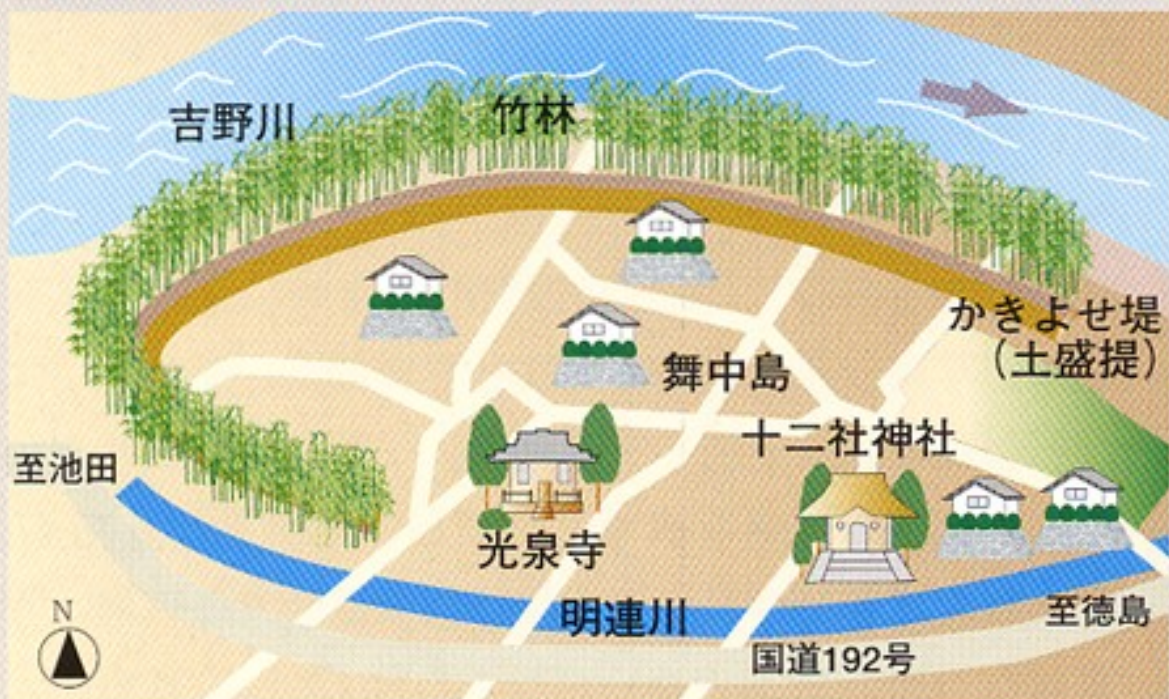 吉野川
竹林
かきよせ堤
（土盛提）
舞中島
十二社神社
至池田
光泉寺
明連川
至徳島
国道192号
N